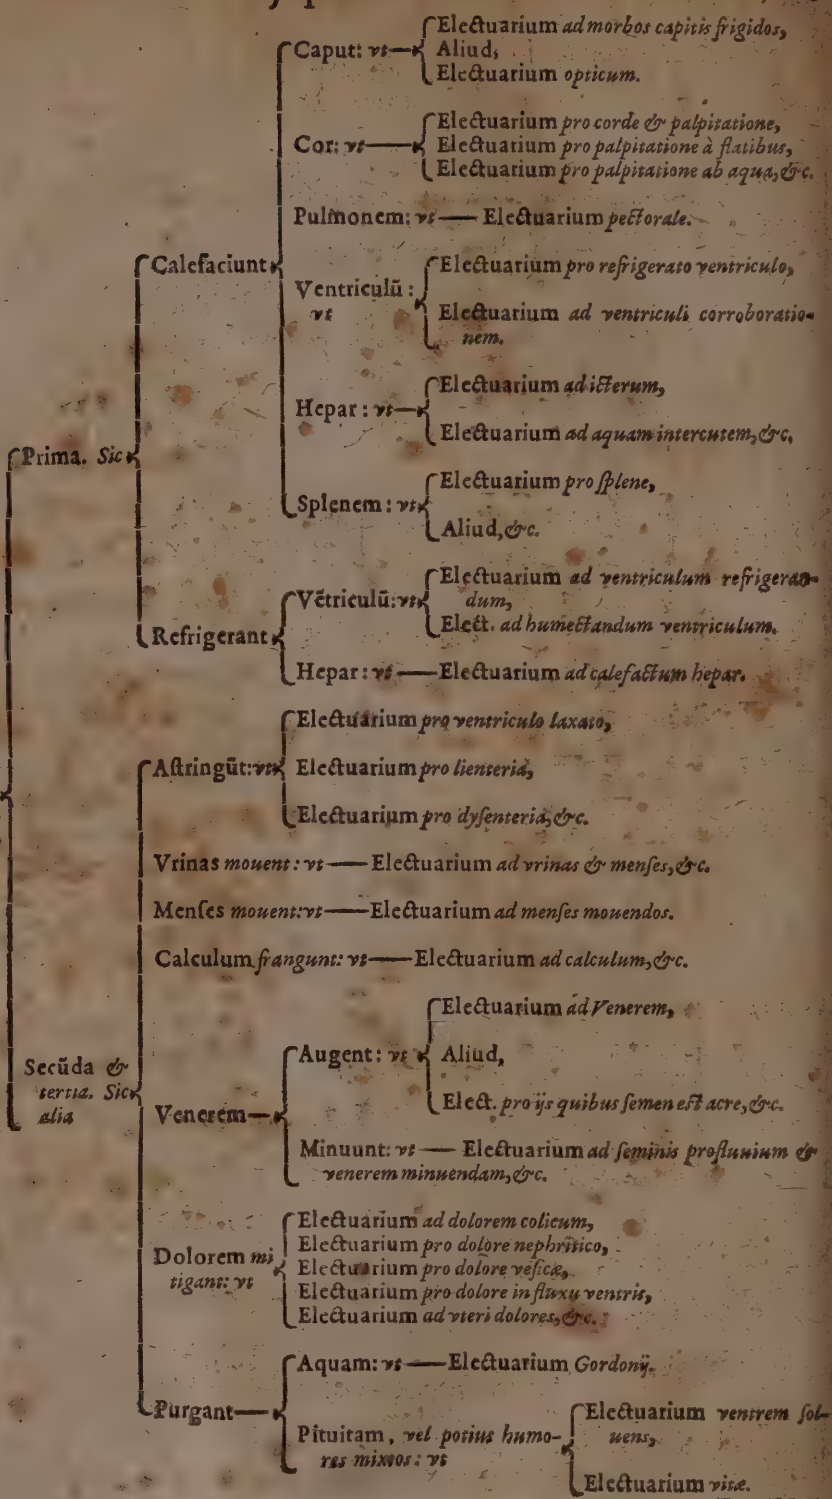 Electuarium ad morbos capitis frigidos,
Caput: vt Aliud,
Electuarium opticum.
Electuarium pro corde & palpitatione,
Cor: vt Electuarium pro palpitatione à flatibus,
Electuarium pro palpitatione ab aqua, &c.
Pulmonem: vt Electuarium pectorale.
Calefaciunt
Electuarium pro refrigerato ventriculo,
Ventriculũ:
vt
Electuarium ad ventriculi corroboratio-
nem.
Electuarium ad icterum,
Hepar: vt
Electuarium ad aquam intercutem, &c.
Prima. Sic
Electuarium pro ſplene,
Splenem: vt
Aliud, &c.
Electuarium ad ventriculum refrigeran-
Vẽtriculũ: vt dum,
Elect. ad humectandum ventriculum.
Refrigerant
Hepar: vt Electuarium ad calefactum hepar.
Electuarium pro ventriculo laxato,
Aſtringũt: vt Electuarium pro lienteria,
Electuarium pro dyſenteria, &c.
Vrinas mouent: vt Electuarium ad vrinas & menſes, &c.
Menſes mouent: vt Electuarium ad menſes mouendos.
Calculum frangunt: vt Electuarium ad calculum, &c.
Electuarium ad Venerem,
Augent: vt Aliud,
Elect. pro ijs quibus ſemen eſt acre, &c.
Secũda &
tertia. Sic
alia
Venerem
Minuunt: vt Electuarium ad ſeminis profluuium &
venerem minuendam, &c.
Electuarium ad dolorem colicum,
Electuarium pro dolore nephritico,
Dolorem mi
tigant: vt
Electuarium pro dolore veſicæ,
Electuarium pro dolore in fluxu ventris,
Electuarium ad vteri dolores, &c.
Aquam: vt Electuarium Gordonij.
Purgant
Electuarium ventrem ſol-
uens,
Pituitam, vel potius humo-
res mixtos: vt
Electuarium vitæ.